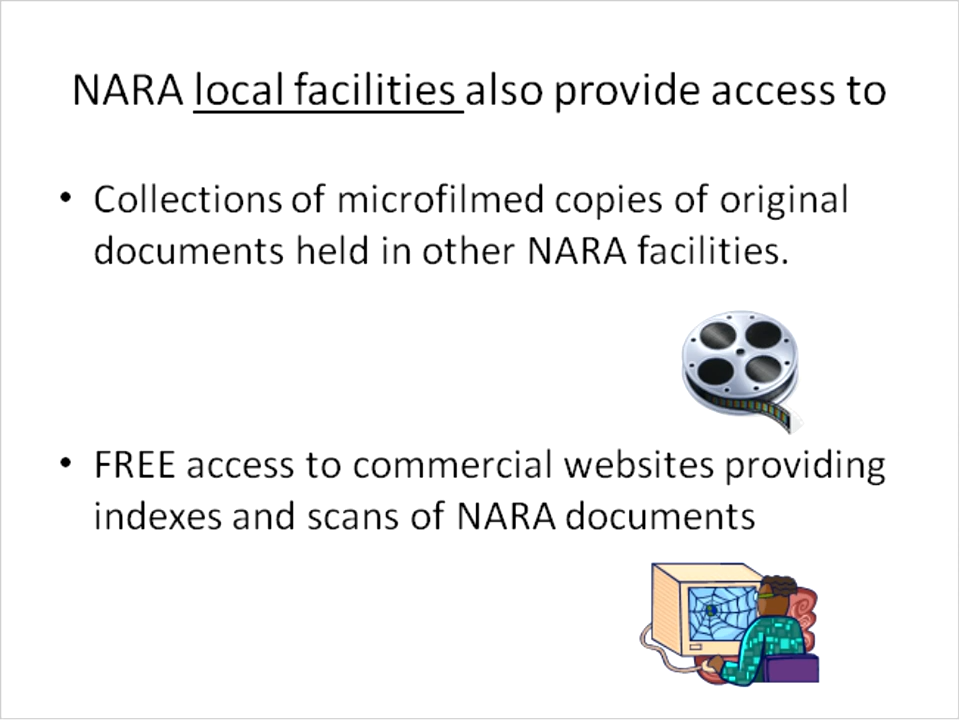 NARA local facilities also provide access to
• Collections of microfilmed copies of original
documents held in other NARA facilities.
• FREE access to commercial websites providing
indexes and scans of NARA documents